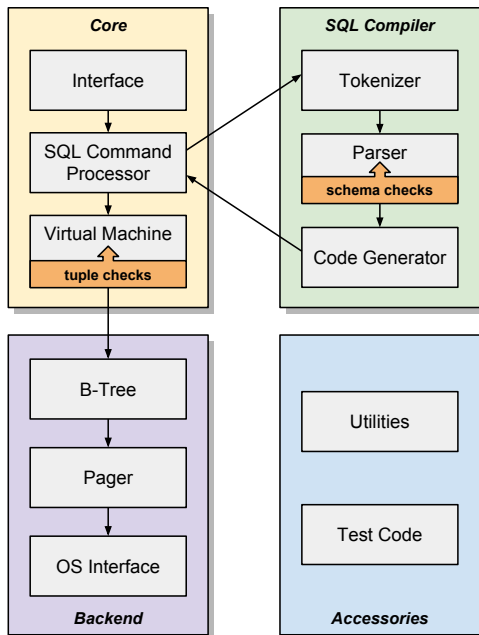 Core
Interface
SQL Command
Processor
Virtual Machine
tuple checks
SQL Compiler
Tokenizer
Parser
schema checks
Code Generator
B-Tree
Pager
OS Interface
Backend
Utilities
Test Code
Accessories